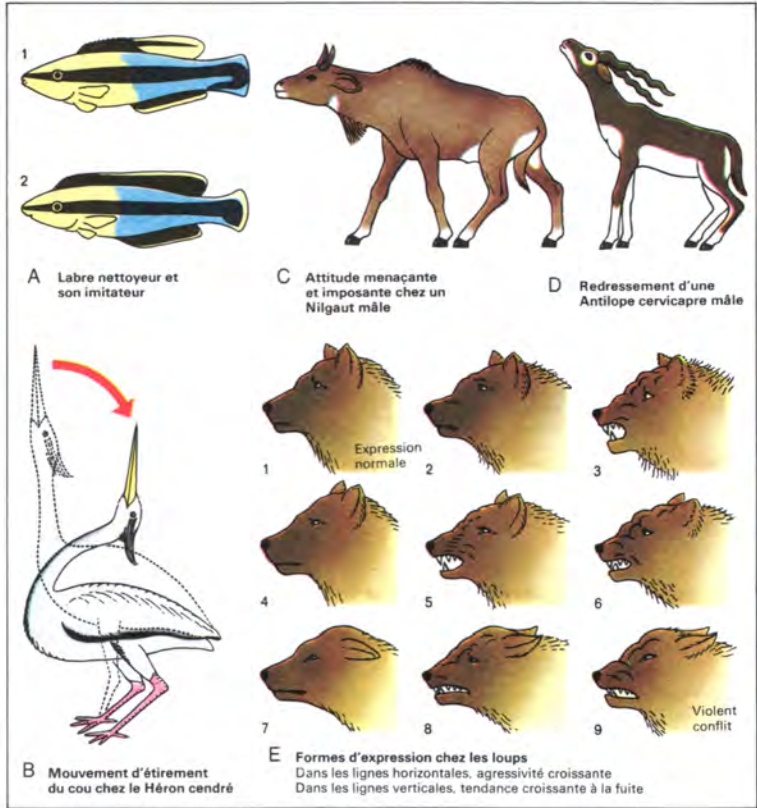 1
2
A Labre nettoyeur et
son imitateur
C Attitude menaçante
et imposante chez un
Nilgaut mâle
D Redressement d'une
Antilope cervicapre mâle
B Mouvement d'étirement
du cou chez le Héron cendré
1 Expression
normale
2
3
4
5
6
7
8
9 Violent
conflit
E Formes d'expression chez les loups
Dans les lignes horizontales, agressivité croissante
Dans les lignes verticales, tendance croissante à la fuite